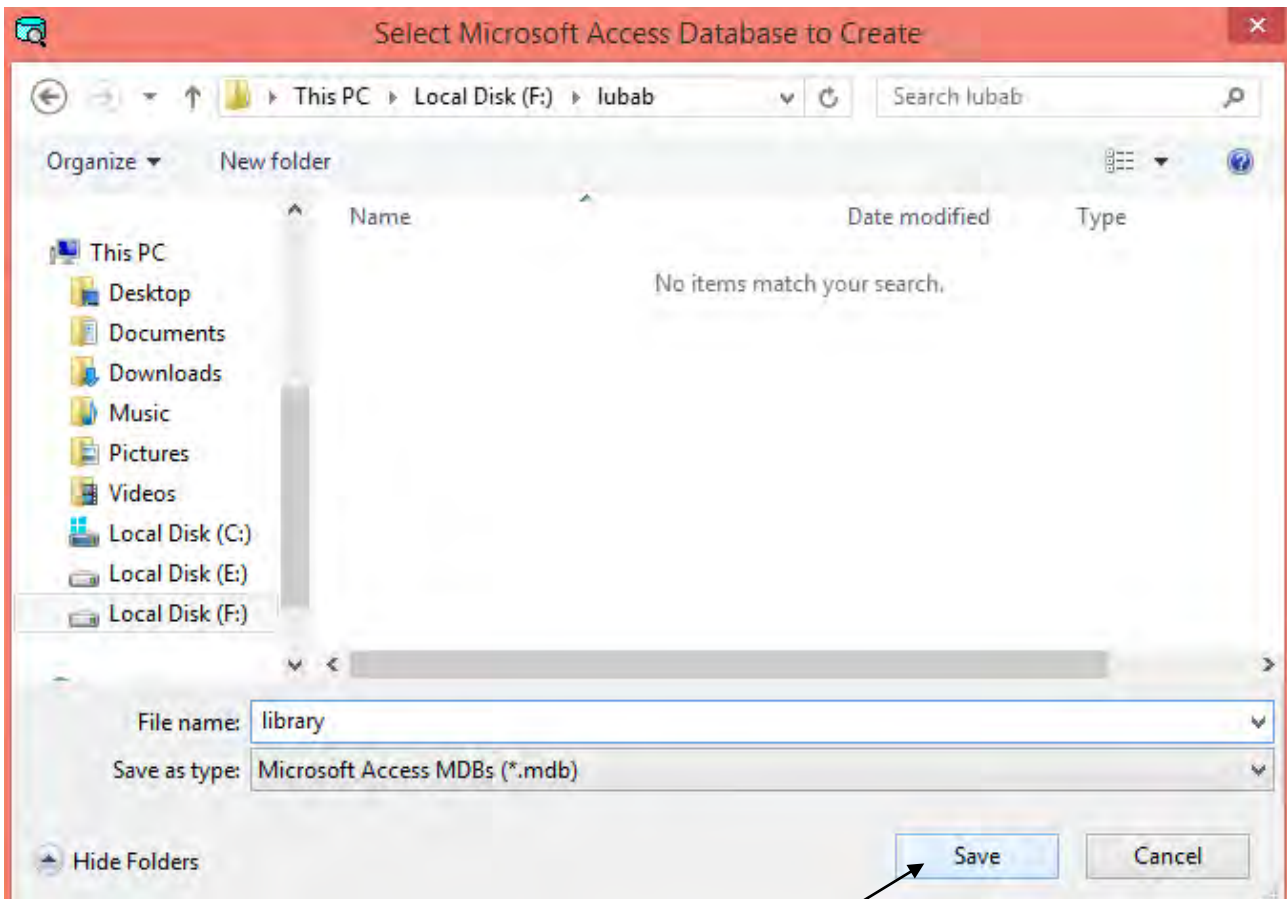 Select Microsoft Access Database to Create
This PC Local Disk (F:) lubab Search lubab
Organize New folder
Name Date modified Type
No items match your search.
This PC
Desktop
Documents
Downloads
Music
Pictures
Videos
Local Disk (C:)
Local Disk (E:)
Local Disk (F:)
File name: library
Save as type: Microsoft Access MDBs (*.mdb)
Hide Folders Save Cancel